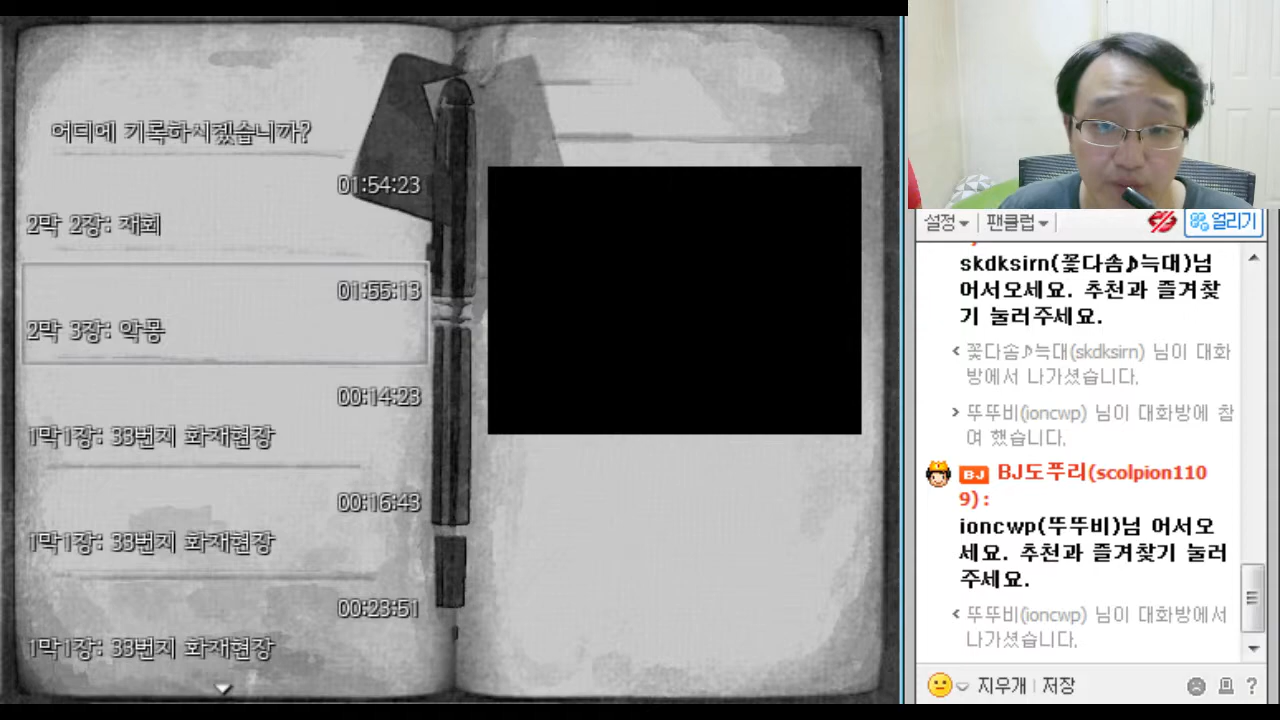 어디에 기록하시겠습니까?
01:54:23
2막 2장: 재회
01:55:13
2막 3장: 악몽
00:14:23
1막1장: 33번지 화재현장
00:16:43
1막1장: 33번지 화재현장
00:23:51
1막1장: 33번지 화재현장
설정 팬클럽 얼리기
skdksirn(꽃다솜♪늑대)님
어서오세요. 추천과 즐겨찾
기 눌러주세요.
꽃다솜♪늑대(skdksirn) 님이 대화
방에서 나가셨습니다.
뚜뚜비(ioncwp) 님이 대화방에 참
여 했습니다.
BJ BJ도푸리(scolpion110
9) :
ioncwp(뚜뚜비)님 어서오
세요. 추천과 즐겨찾기 눌러
주세요.
뚜뚜비(ioncwp) 님이 대화방에서
나가셨습니다.
지우개 저장 ?